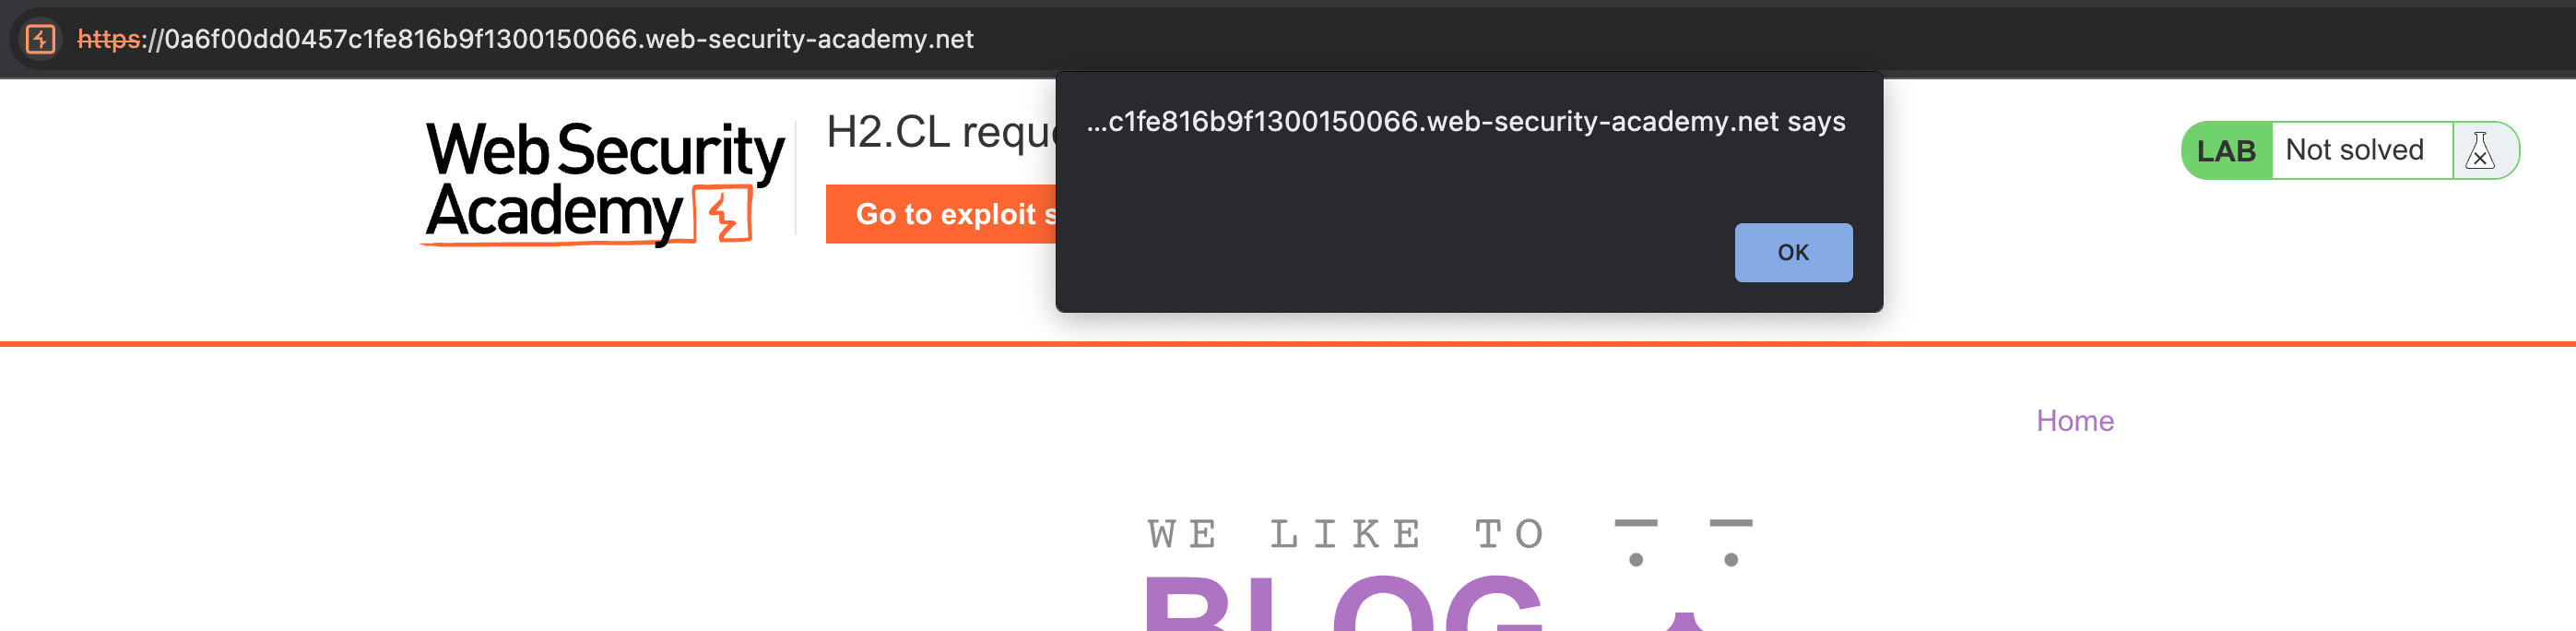 https://0a6f00dd0457c1fe816b9f1300150066.web-security-academy.net
...c1fe816b9f1300150066.web-security-academy.net says
OK
Web Security
Academy
H2.CL requ
Go to exploit s
LAB Not solved
Home
WE LIKE TO
BLOG